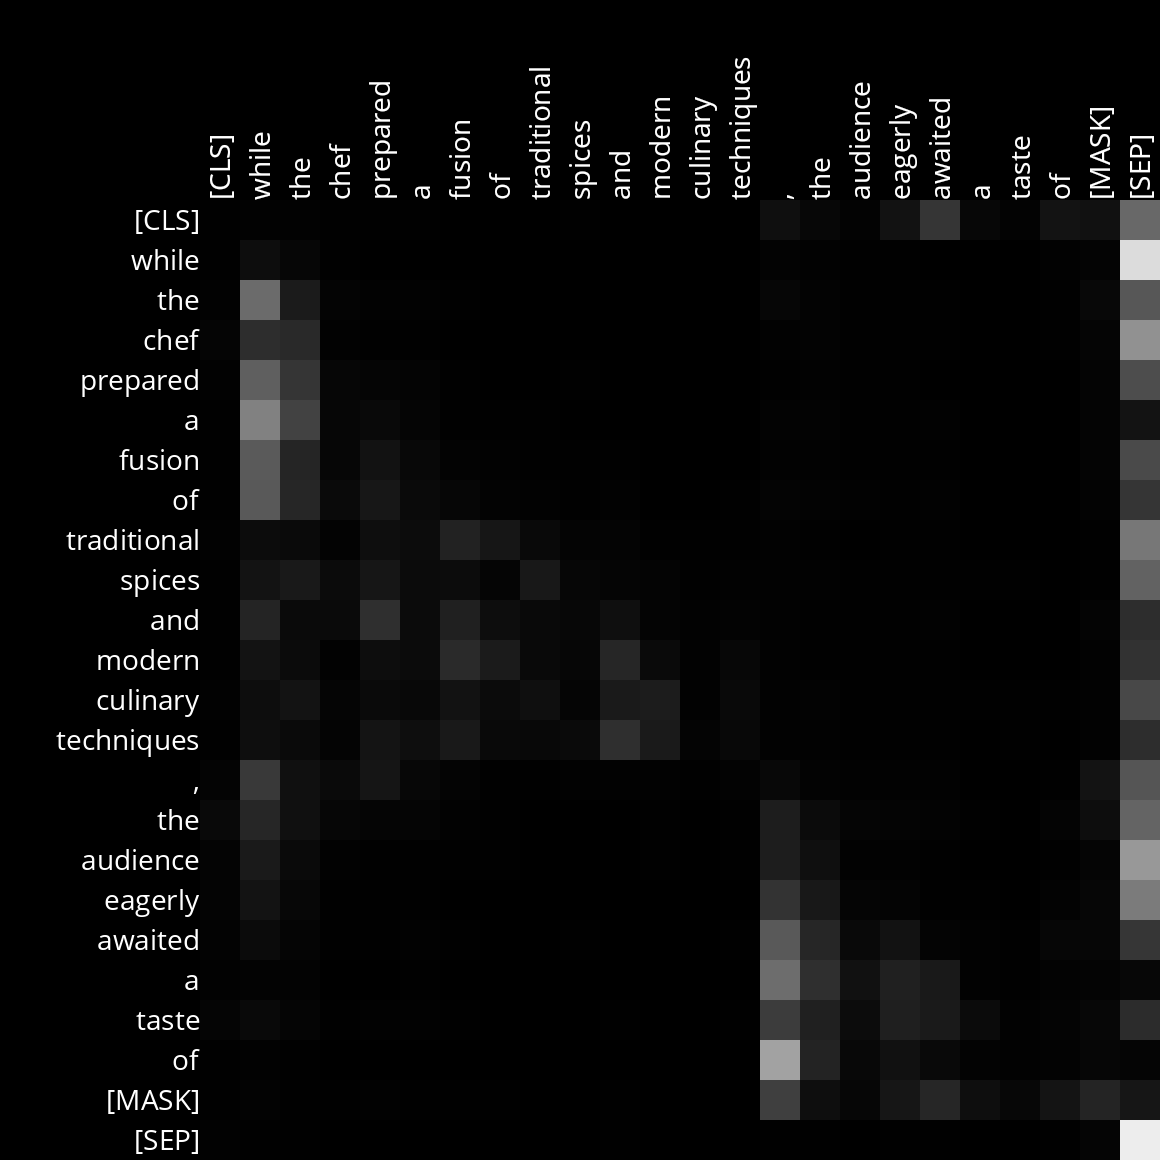 [CLS] while the chef prepared a fusion of traditional spices and modern culinary techniques , the audience eagerly awaited a taste of [MASK] [SEP]
[CLS]
while
the
chef
prepared
a
fusion
of
traditional
spices
and
modern
culinary
techniques
,
the
audience
eagerly
awaited
a
taste
of
[MASK]
[SEP]